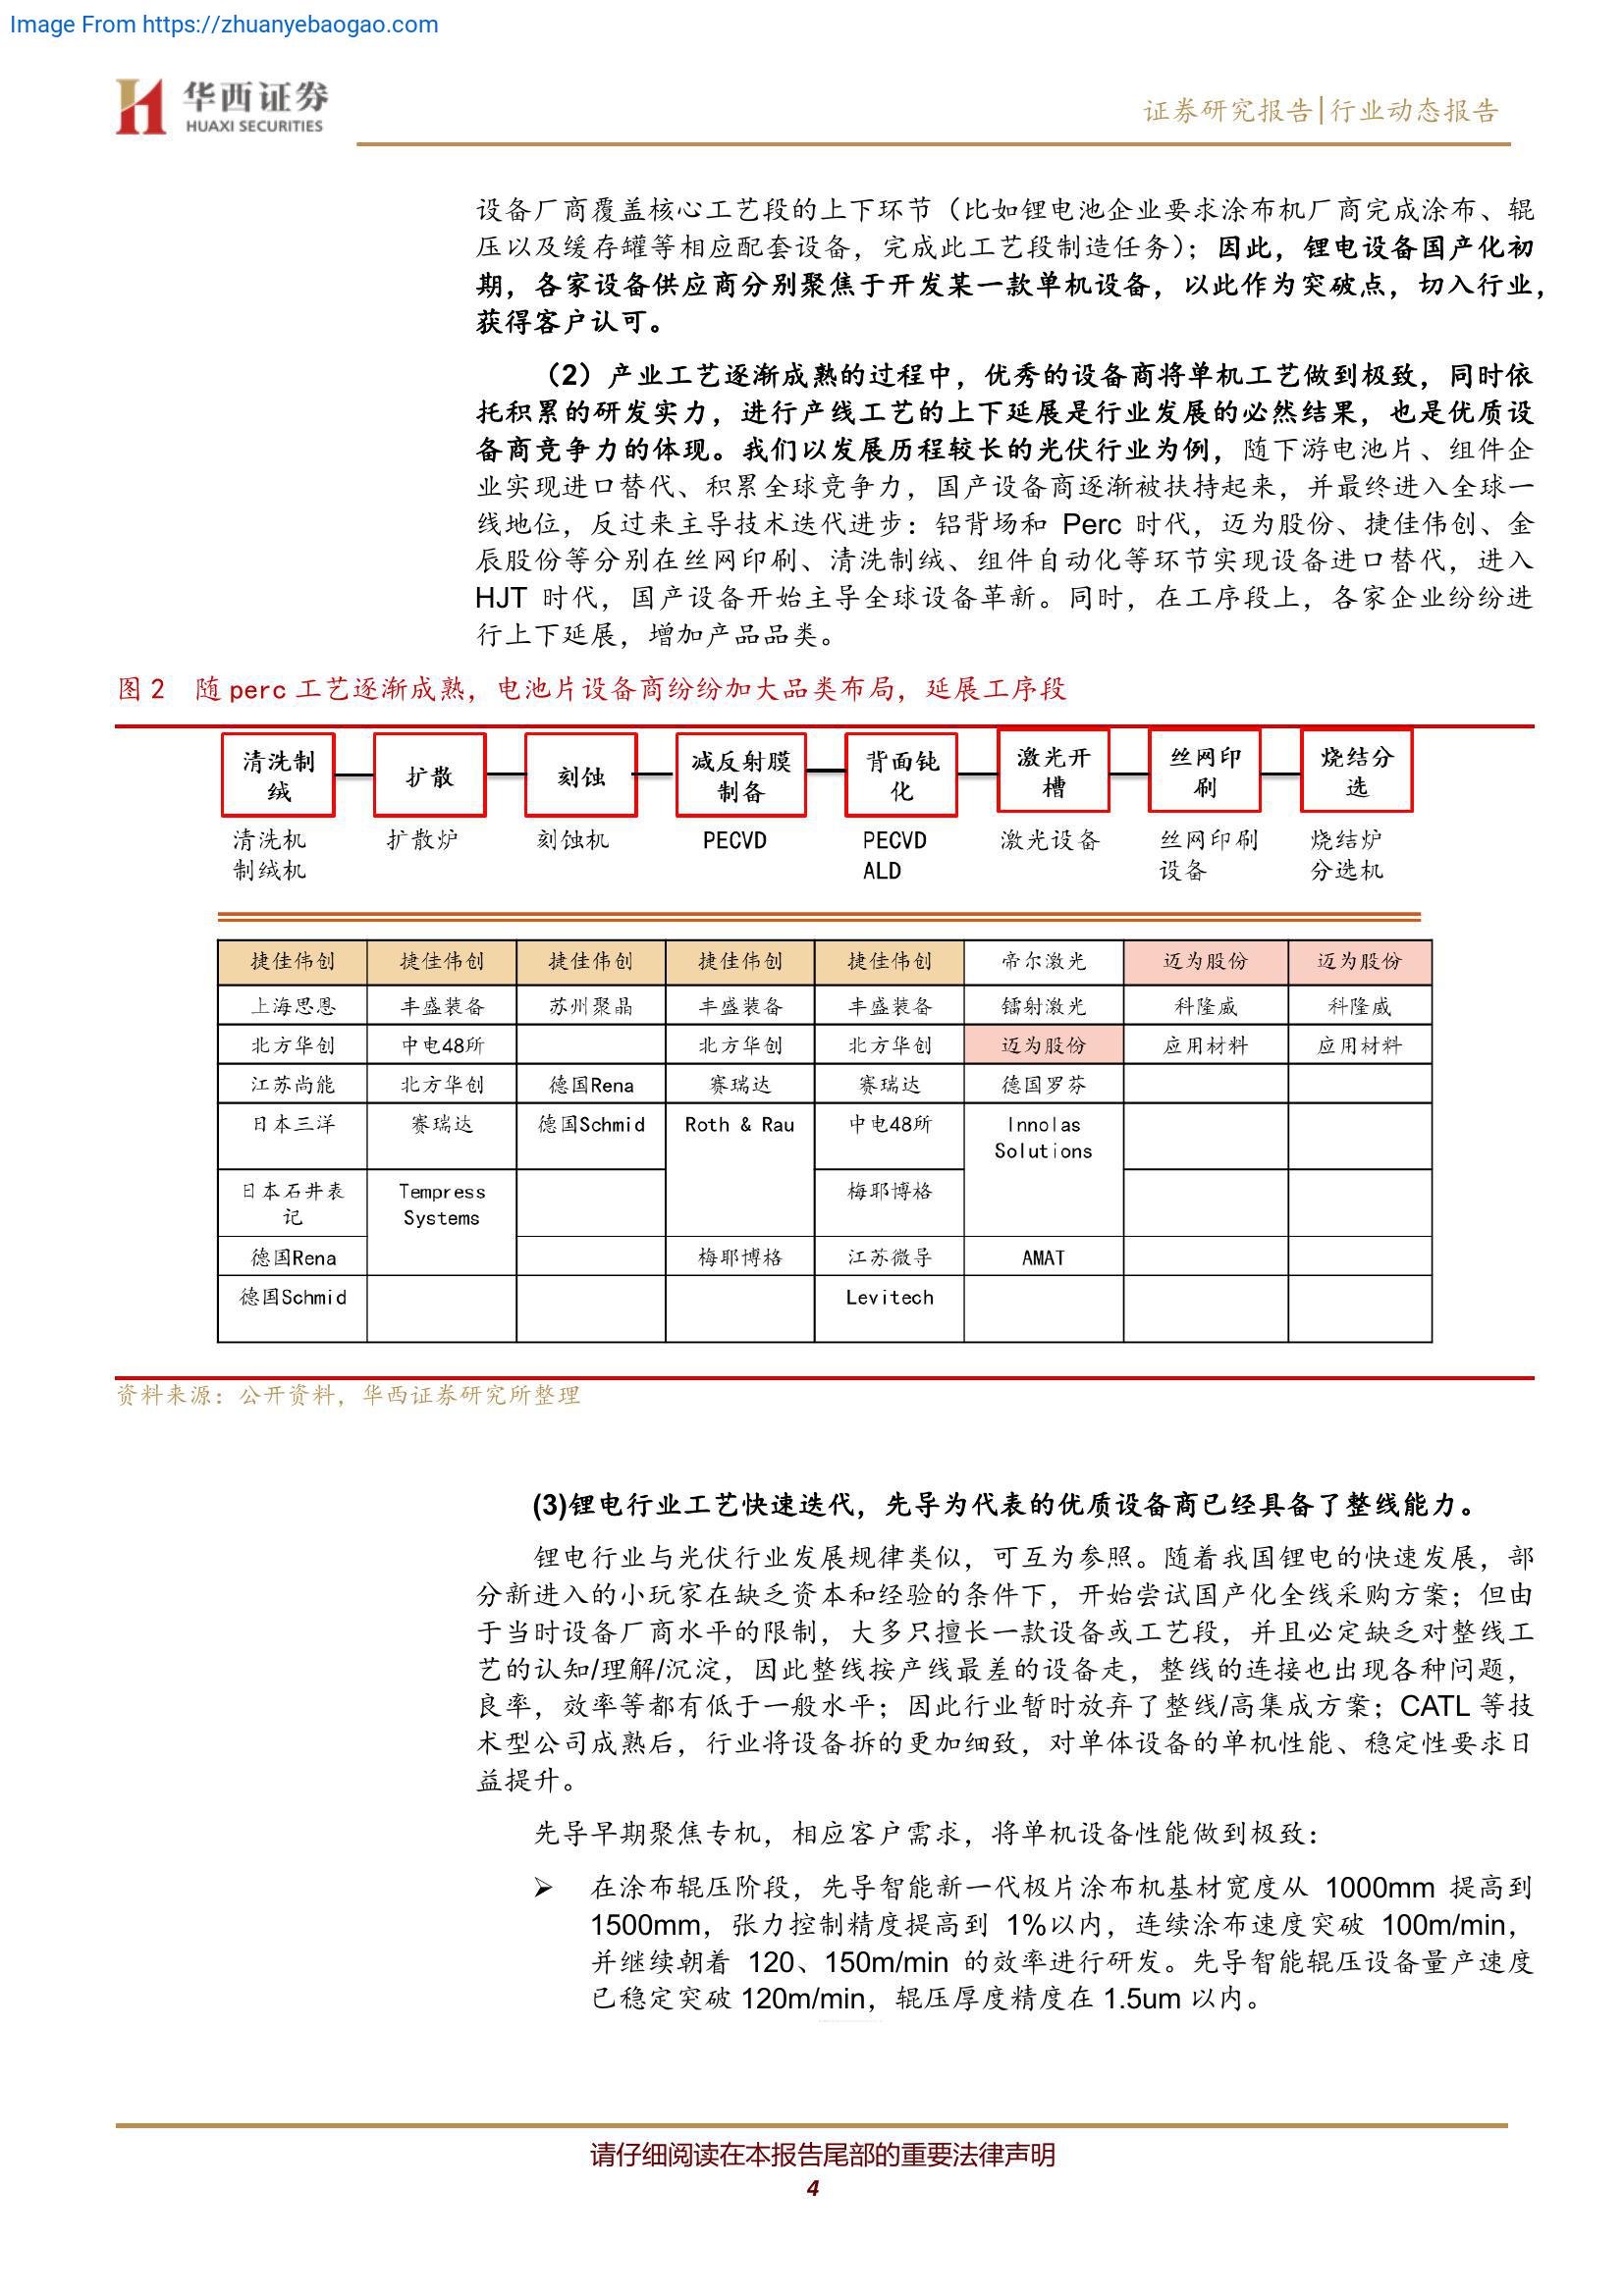 Image From https://zhuanyebaogao.com
华西证券
HUAXI SECURITIES
证券研究报告|行业动态报告
设备厂商覆盖核心工艺段的上下环节（比如锂电池企业要求涂布机厂商完成涂布、辊
压以及缓存罐等相应配套设备，完成此工艺段制造任务）；因此，锂电设备国产化初
期，各家设备供应商分别聚焦于开发某一款单机设备，以此作为突破点，切入行业，
获得客户认可。
（2）产业工艺逐渐成熟的过程中，优秀的设备商将单机工艺做到极致，同时依
托积累的研发实力，进行产线工艺的上下延展是行业发展的必然结果，也是优质设
备商竞争力的体现。我们以发展历程较长的光伏行业为例，随下游电池片、组件企
业实现进口替代、积累全球竞争力，国产设备商逐渐被扶持起来，并最终进入全球一
线地位，反过来主导技术迭代进步：铝背场和 Perc 时代，迈为股份、捷佳伟创、金
辰股份等分别在丝网印刷、清洗制绒、组件自动化等环节实现设备进口替代，进入
HJT 时代，国产设备开始主导全球设备革新。同时，在工序段上，各家企业纷纷进
行上下延展，增加产品品类。
图 2 随 perc 工艺逐渐成熟，电池片设备商纷纷加大品类布局，延展工序段
清洗制 扩散 刻蚀 减反射膜 背面钝 激光开 丝网印 烧结分
绒 制备 化 槽 刷 选
清洗机 扩散炉 刻蚀机 PECVD PECVD 激光设备 丝网印刷 烧结炉
制绒机 ALD 设备 分选机
捷佳伟创 捷佳伟创 捷佳伟创 捷佳伟创 捷佳伟创 帝尔激光 迈为股份 迈为股份
上海思恩 丰盛装备 苏州聚晶 丰盛装备 丰盛装备 镭射激光 科隆威 科隆威
北方华创 中电48所 北方华创 北方华创 迈为股份 应用材料 应用材料
江苏尚能 北方华创 德国Rena 赛瑞达 赛瑞达 德国罗芬
日本三洋 赛瑞达 德国Schmid Roth & Rau 中电48所 Innolas
Solutions
日本石井表 Tempress 梅耶博格
记 Systems
德国Rena 梅耶博格 江苏微导 AMAT
德国Schmid Levitech
资料来源：公开资料，华西证券研究所整理
(3)锂电行业工艺快速迭代，先导为代表的优质设备商已经具备了整线能力。
锂电行业与光伏行业发展规律类似，可互为参照。随着我国锂电的快速发展，部
分新进入的小玩家在缺乏资本和经验的条件下，开始尝试国产化全线采购方案；但由
于当时设备厂商水平的限制，大多只擅长一款设备或工艺段，并且必定缺乏对整线工
艺的认知/理解/沉淀，因此整线按产线最差的设备走，整线的连接也出现各种问题，
良率，效率等都有低于一般水平；因此行业暂时放弃了整线/高集成方案；CATL 等技
术型公司成熟后，行业将设备拆的更加细致，对单体设备的单机性能、稳定性要求日
益提升。
先导早期聚焦专机，相应客户需求，将单机设备性能做到极致：
➢ 在涂布辊压阶段，先导智能新一代极片涂布机基材宽度从 1000mm 提高到
1500mm，张力控制精度提高到 1%以内，连续涂布速度突破 100m/min，
并继续朝着 120、150m/min 的效率进行研发。先导智能辊压设备量产速度
已稳定突破 120m/min，辊压厚度精度在 1.5um 以内。
请仔细阅读在本报告尾部的重要法律声明
4